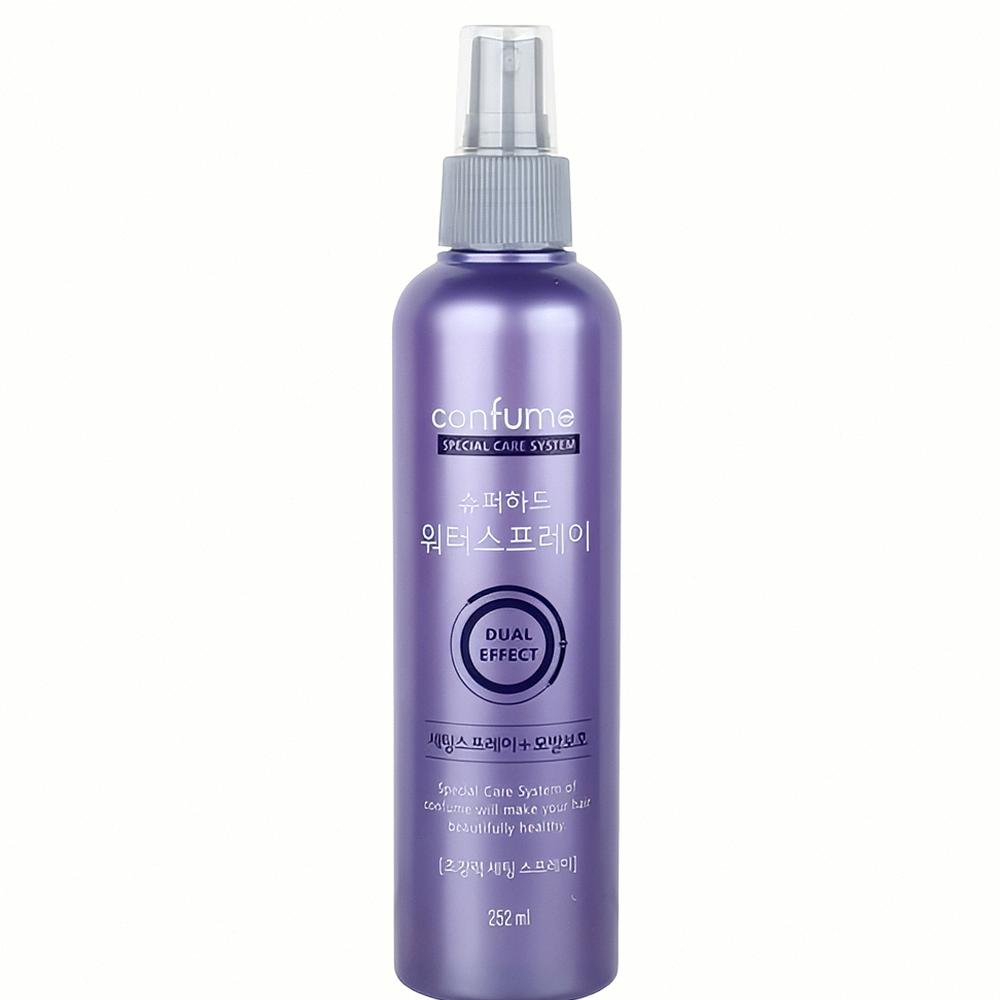 confume
SPECIAL CARE SYSTEM
슈퍼하드
워터스프레이
DUAL
EFFECT
세팅스프레이+모발보호
Special Care System of
confume will make your hair
beautifully healthy.
[초강력 세팅 스프레이]
252 ml